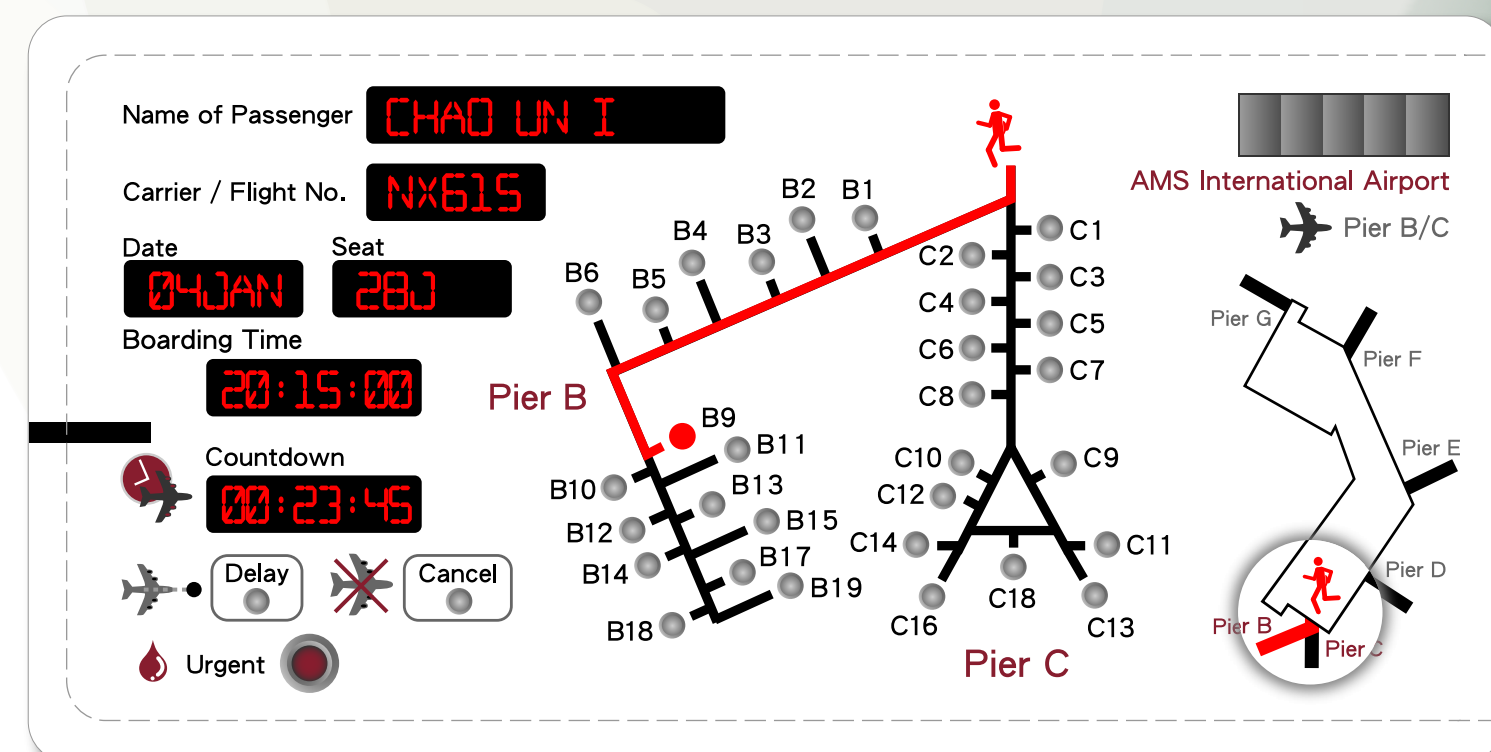 Name of Passenger CHAO UN I
Carrier / Flight No. NX615
Date Seat
04JAN 28J
Boarding Time
20:15:00
Countdown
00:23:45
Delay Cancel
Urgent
B1
B2
B3
B4
B5
B6
Pier B
B9
B10
B11
B12
B13
B14
B15
B17
B18
B19
C1
C2
C3
C4
C5
C6
C7
C8
C9
C10
C11
C12
C13
C14
C16
C18
Pier C
AMS International Airport
Pier B/C
Pier G
Pier F
Pier E
Pier D
Pier B
Pier C